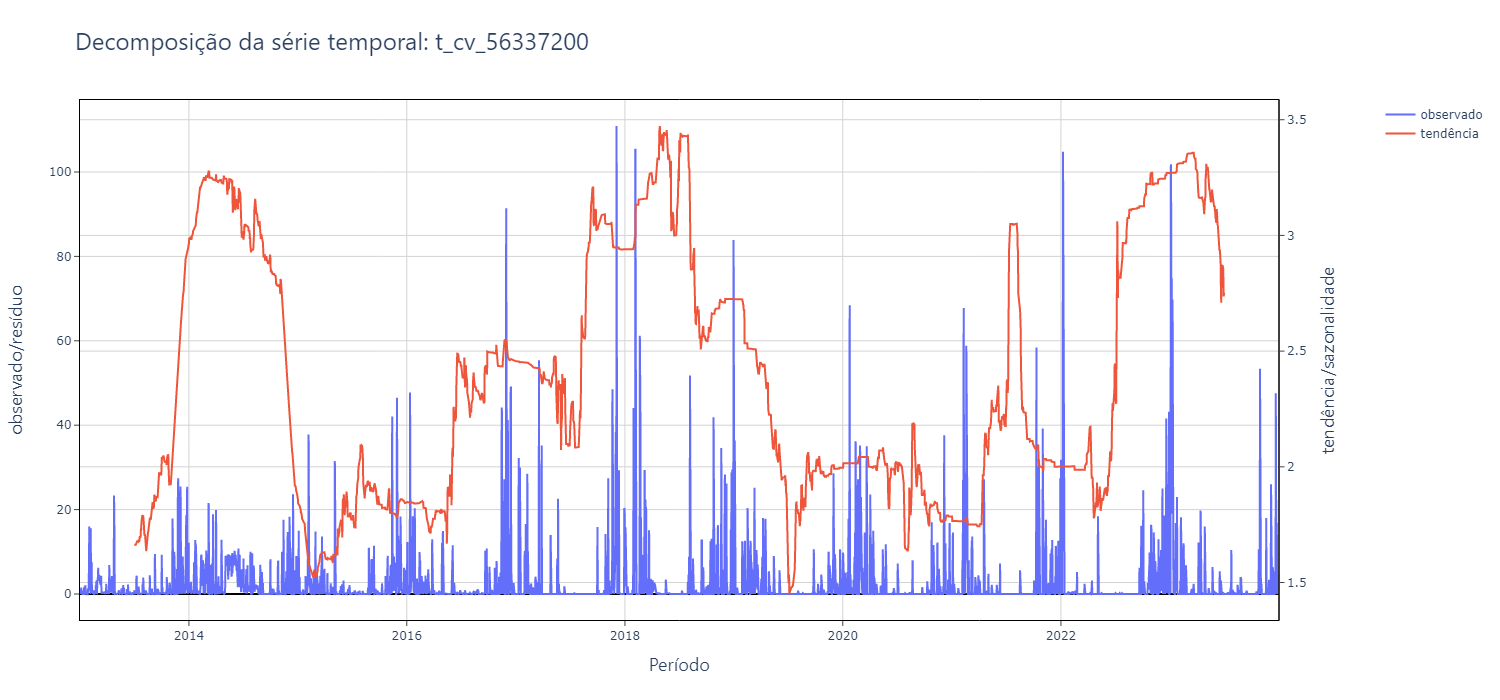 Decomposição da série temporal: t_cv_56337200
observado
tendência
observado/resíduo
100
80
60
40
20
0
3.5
3
2.5
2
1.5
tendência/sazonalidade
2014
2016
2018
2020
2022
Período